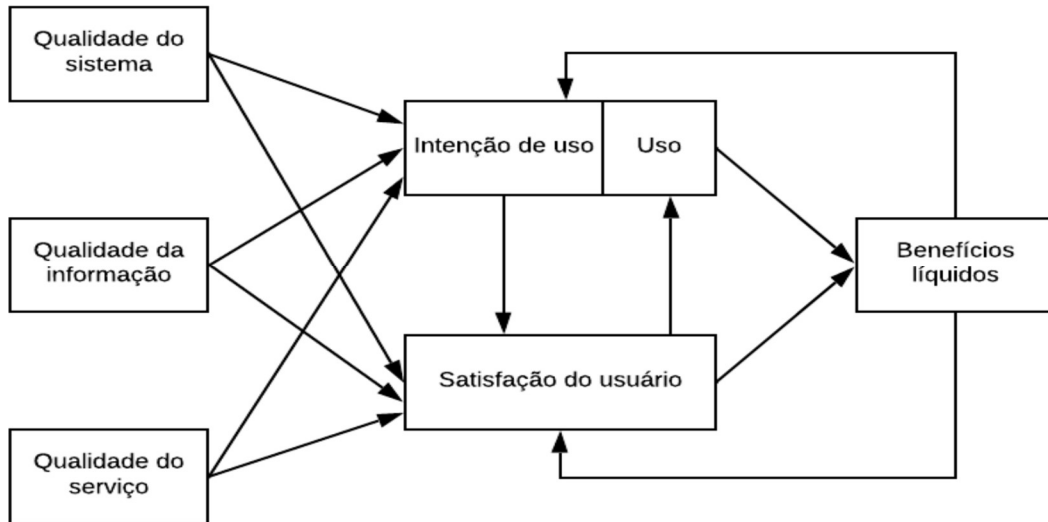 Qualidade do
sistema
Intenção de uso
Uso
Qualidade da
informação
Benefícios
líquidos
Satisfação do usuário
Qualidade do
serviço